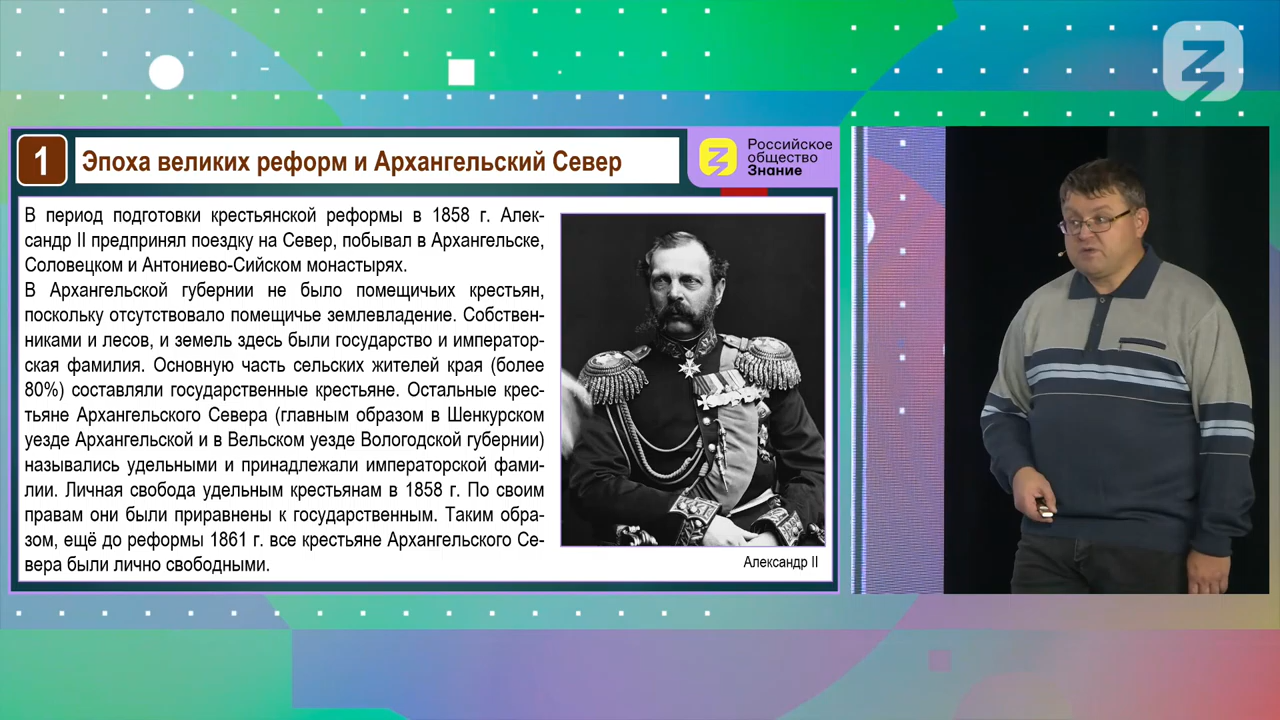 1
Эпоха великих реформ и Архангельский Север
Российское
общество
Знание
В период подготовки крестьянской реформы в 1858 г. Алек-
сандр II предпринял поездку на Север, побывал в Архангельске,
Соловецком и Антониево-Сийском монастырях.
В Архангельской губернии не было помещичьих крестьян,
поскольку отсутствовало помещичье землевладение. Собствен-
никами и лесов, и земель здесь были государство и император-
ская фамилия. Основную часть сельских жителей края (более
80%) составляли государственные крестьяне. Остальные крес-
тьяне Архангельского Севера (главным образом в Шенкурском
уезде Архангельской и в Вельском уезде Вологодской губернии)
назывались удельными и принадлежали императорской фами-
лии. Личная свобода удельным крестьянам в 1858 г. По своим
правам они были приравнены к государственным. Таким обра-
зом, ещё до реформы 1861 г. все крестьяне Архангельского Се-
вера были лично свободными.
Александр II